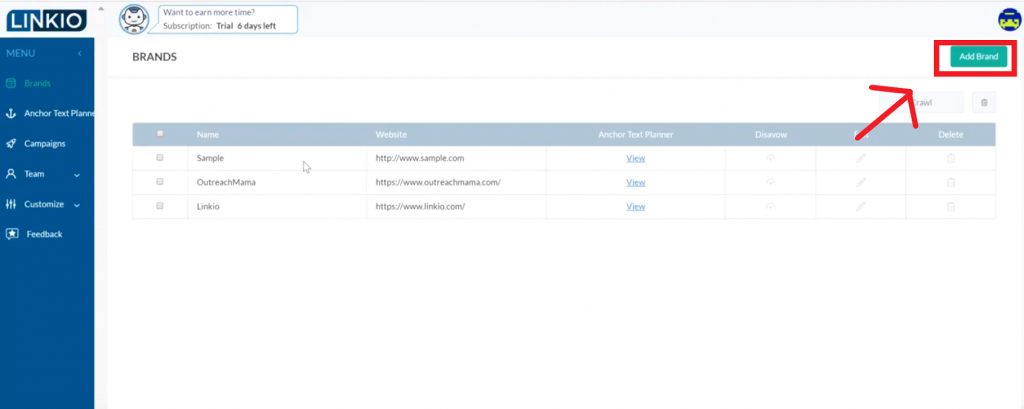 LINKIO
Want to earn more time?
Subscription: Trial 6 days left
MENU
Brands
Anchor Text Planne
Campaigns
Team
Customize
Feedback
BRANDS
Add Brand
Crawl
Name Website Anchor Text Planner Disavow Delete
Sample http://www.sample.com View
OutreachMama https://www.outreachmama.com/ View
Linkio https://www.linkio.com/ View